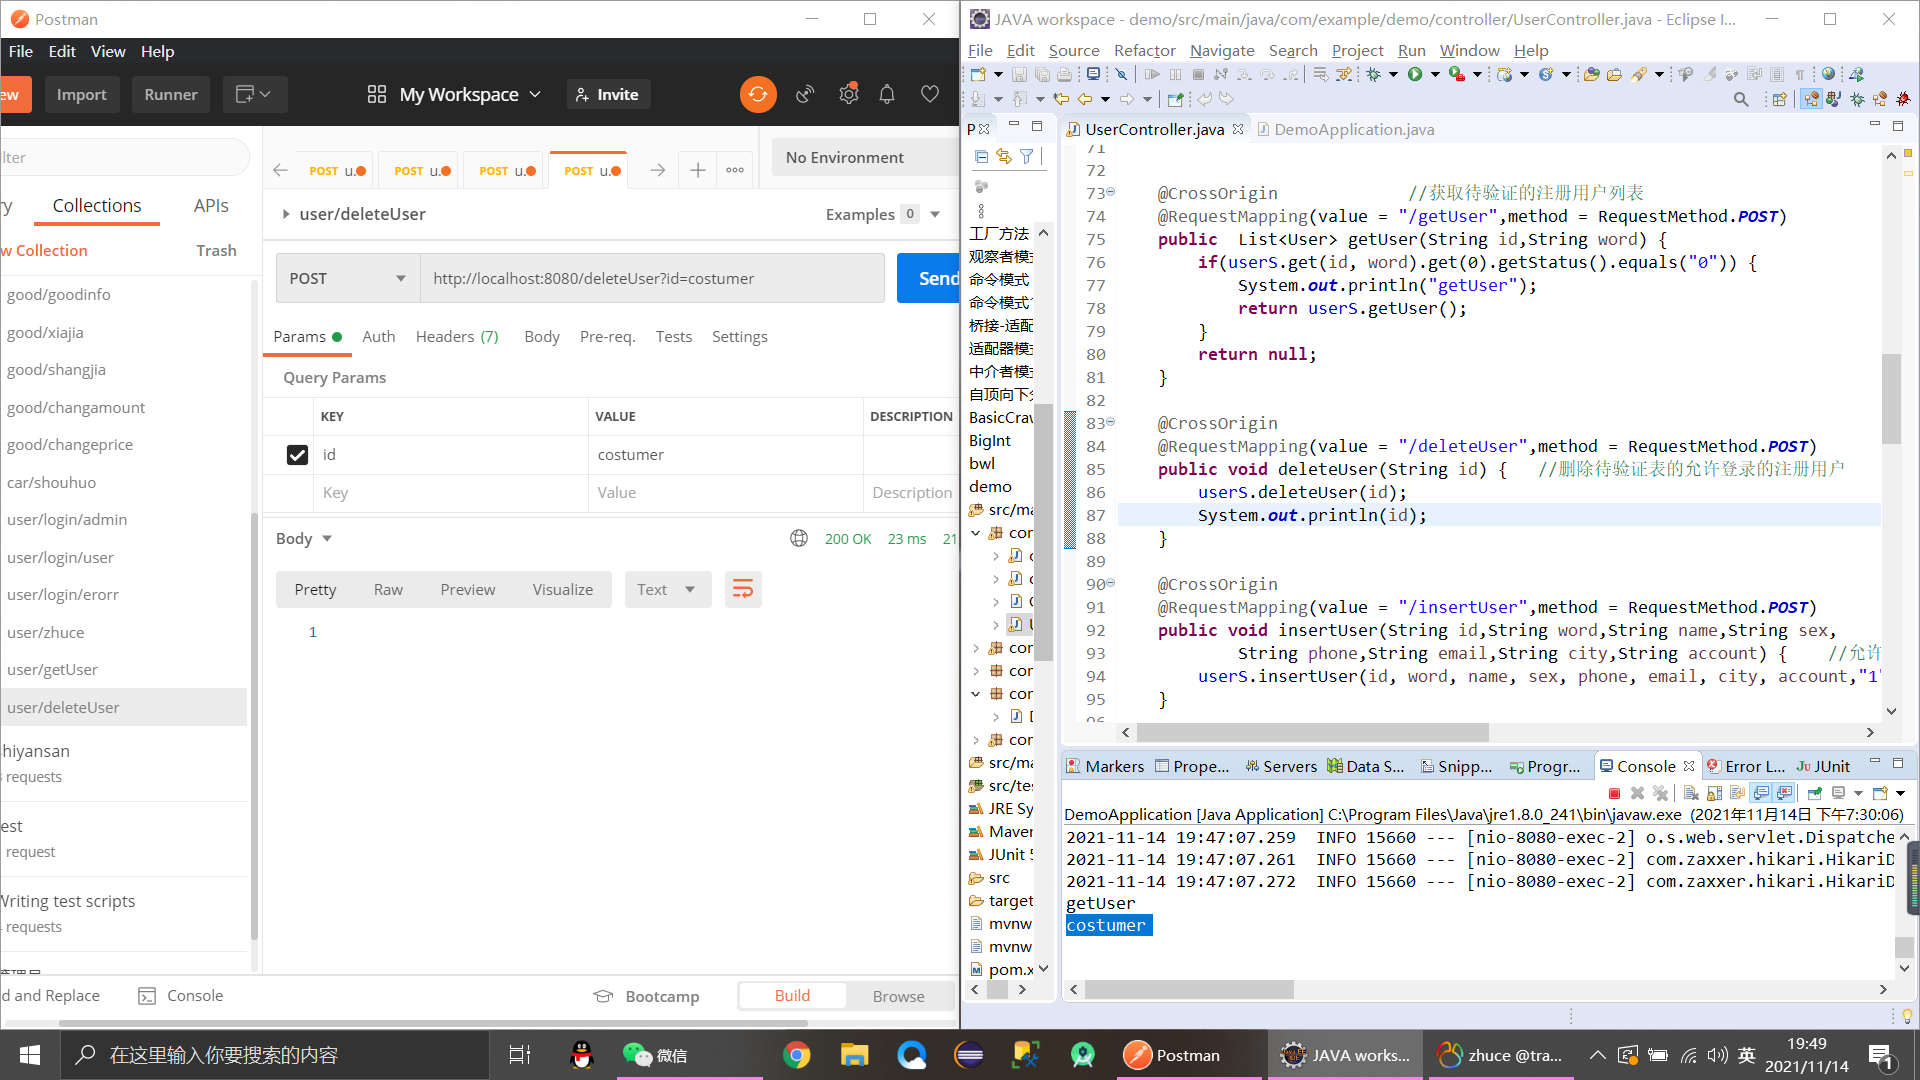 Postman
File Edit View Help
ew Import Runner My Workspace Invite
lter
ry Collections APIs
w Collection Trash
good/goodinfo
good/xiajia
good/shangjia
good/changamount
good/changeprice
car/shouhuo
user/login/admin
user/login/user
user/login/erorr
user/zhuce
user/getUser
user/deleteUser
hiyansan
requests
est
request
Writing test scripts
requests
d and Replace Console Bootcamp Build Browse
POST u. POST u. POST u. POST u. No Environment
user/deleteUser Examples 0
POST http://localhost:8080/deleteUser?id=costumer Send
Params Auth Headers (7) Body Pre-req. Tests Settings
Query Params
KEY VALUE DESCRIPTION
id costumer
Key Value Description
Body 200 OK 23 ms 21
Pretty Raw Preview Visualize Text
1
JAVA workspace - demo/src/main/java/com/example/demo/controller/UserController.java - Eclipse I...
File Edit Source Refactor Navigate Search Project Run Window Help
P
工厂方法
观察者模式
命令模式
命令模式
桥接-适配
适配器模式
中介者模式
自顶向下
BasicCraw
BigInt
bwl
demo
src/ma
con
con
con
con
con
src/ma
src/tes
JRE Sy
Maven
JUnit 5
src
target
mvnw
mvnw
pom.x
UserController.java DemoApplication.java
71
72
73 @CrossOrigin //获取待验证的注册用户列表
74 @RequestMapping(value = "/getUser",method = RequestMethod.POST)
75 public List<User> getUser(String id,String word) {
76 if(userS.get(id, word).get(0).getStatus().equals("0")) {
77 System.out.println("getUser");
78 return userS.getUser();
79 }
80 return null;
81 }
82
83 @CrossOrigin
84 @RequestMapping(value = "/deleteUser",method = RequestMethod.POST)
85 public void deleteUser(String id) { //删除待验证表的允许登录的注册用户
86 userS.deleteUser(id);
87 System.out.println(id);
88 }
89
90 @CrossOrigin
91 @RequestMapping(value = "/insertUser",method = RequestMethod.POST)
92 public void insertUser(String id,String word,String name,String sex,
93 String phone,String email,String city,String account) { //允许
94 userS.insertUser(id, word, name, sex, phone, email, city, account,"1"
95 }
96
Markers Prope... Servers Data S... Snipp... Progr... Console Error L... JUnit
DemoApplication [Java Application] C:\Program Files\Java\jre1.8.0_241\bin\javaw.exe (2021年11月14日 下午7:30:06)
2021-11-14 19:47:07.259 INFO 15660 --- [nio-8080-exec-2] o.s.web.servlet.Dispatche
2021-11-14 19:47:07.261 INFO 15660 --- [nio-8080-exec-2] com.zaxxer.hikari.HikariD
2021-11-14 19:47:07.272 INFO 15660 --- [nio-8080-exec-2] com.zaxxer.hikari.HikariD
getUser
costumer
在这里输入你要搜索的内容 微信 Postman JAVA works... zhuce @tra... 英 19:49
2021/11/14 1